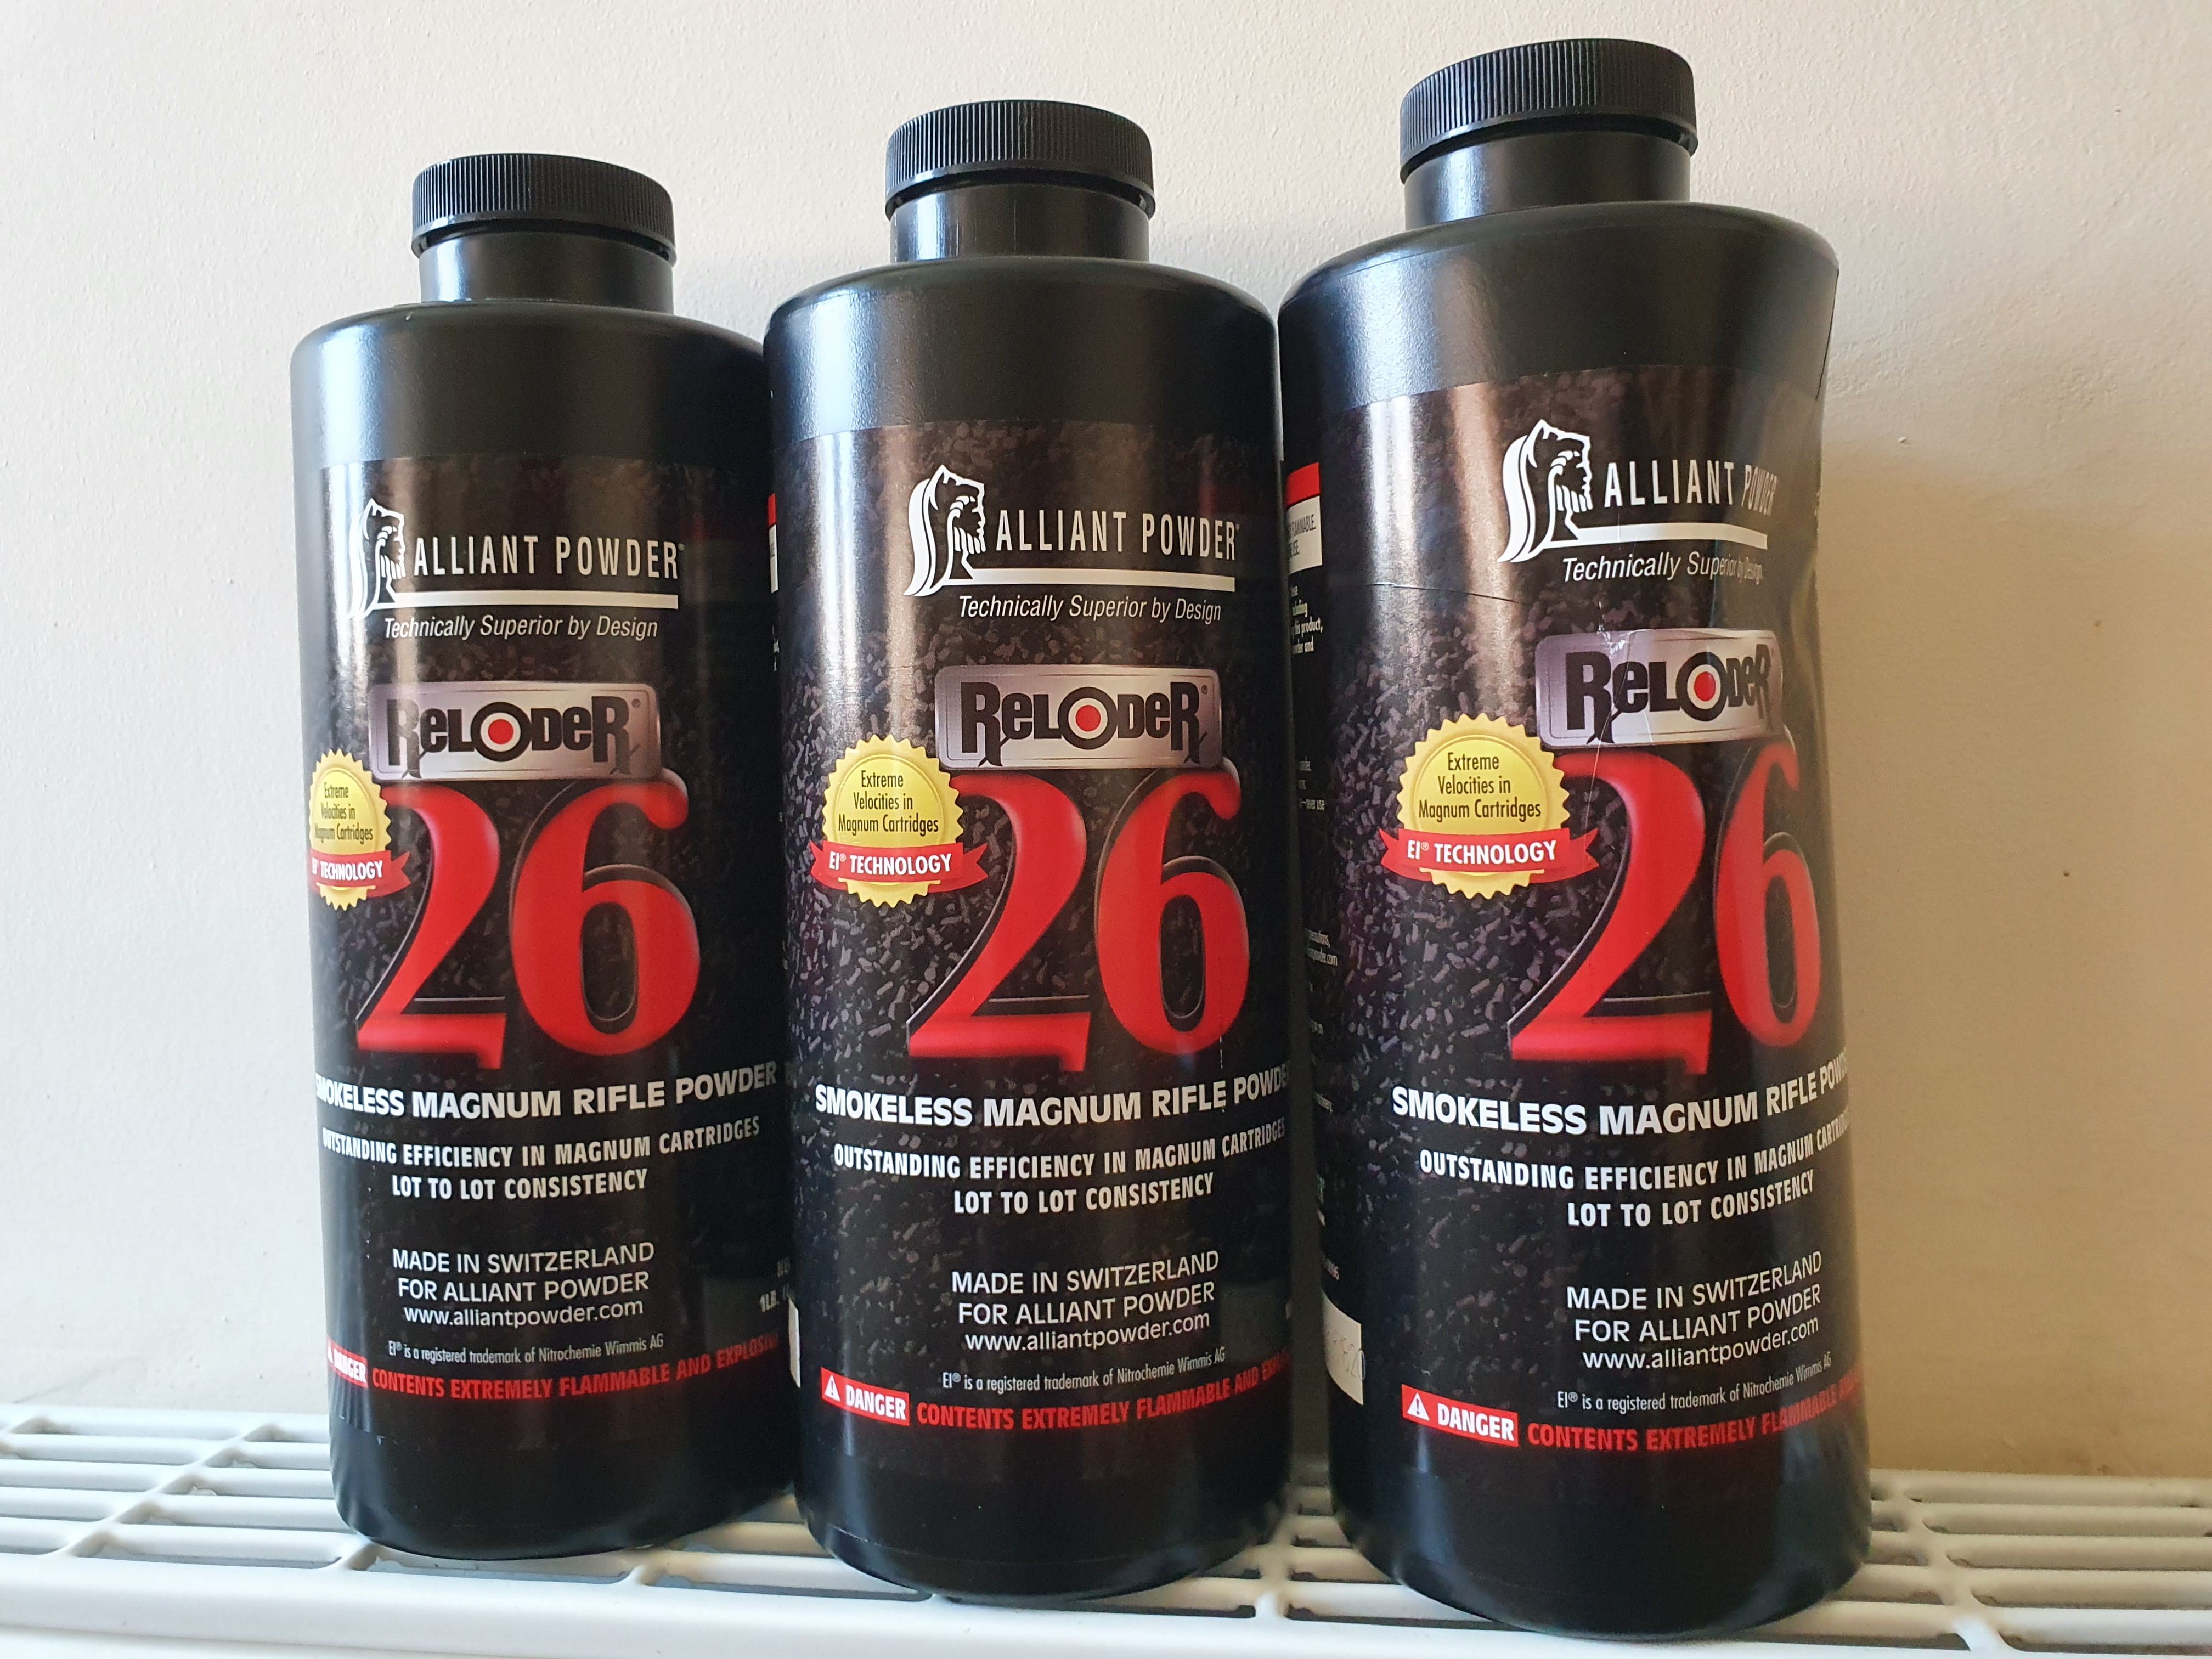 ALLIANT POWDER®
Technically Superior by Design
ReLODeR®
Extreme
Velocities in
Magnum Cartridges
EI® TECHNOLOGY
26
SMOKELESS MAGNUM RIFLE POWDER
OUTSTANDING EFFICIENCY IN MAGNUM CARTRIDGES
LOT TO LOT CONSISTENCY
MADE IN SWITZERLAND
FOR ALLIANT POWDER
www.alliantpowder.com
EI® is a registered trademark of Nitrochemie Wimmis AG
DANGER CONTENTS EXTREMELY FLAMMABLE AND EXPLOSIVE
1LB.
ALLIANT POWDER®
Technically Superior by Design
ReLODeR®
Extreme
Velocities in
Magnum Cartridges
EI® TECHNOLOGY
26
SMOKELESS MAGNUM RIFLE POWDE
OUTSTANDING EFFICIENCY IN MAGNUM CARTRIDGES
LOT TO LOT CONSISTENCY
MADE IN SWITZERLAND
FOR ALLIANT POWDER
www.alliantpowder.com
EI® is a registered trademark of Nitrochemie Wimmis AG
DANGER CONTENTS EXTREMELY FLAMMABLE AND
ALLIANT POWDER
Technically Superior by Design
ReLODeR
Extreme
Velocities in
Magnum Cartridges
EI® TECHNOLOGY
26
SMOKELESS MAGNUM RIFLE POWD
OUTSTANDING EFFICIENCY IN MAGNUM CARTRIDG
LOT TO LOT CONSISTENCY
MADE IN SWITZERLAND
FOR ALLIANT POWDER
www.alliantpowder.com
EI® is a registered trademark of Nitrochemie Wimmis AG
DANGER CONTENTS EXTREMELY FLAMMABLE